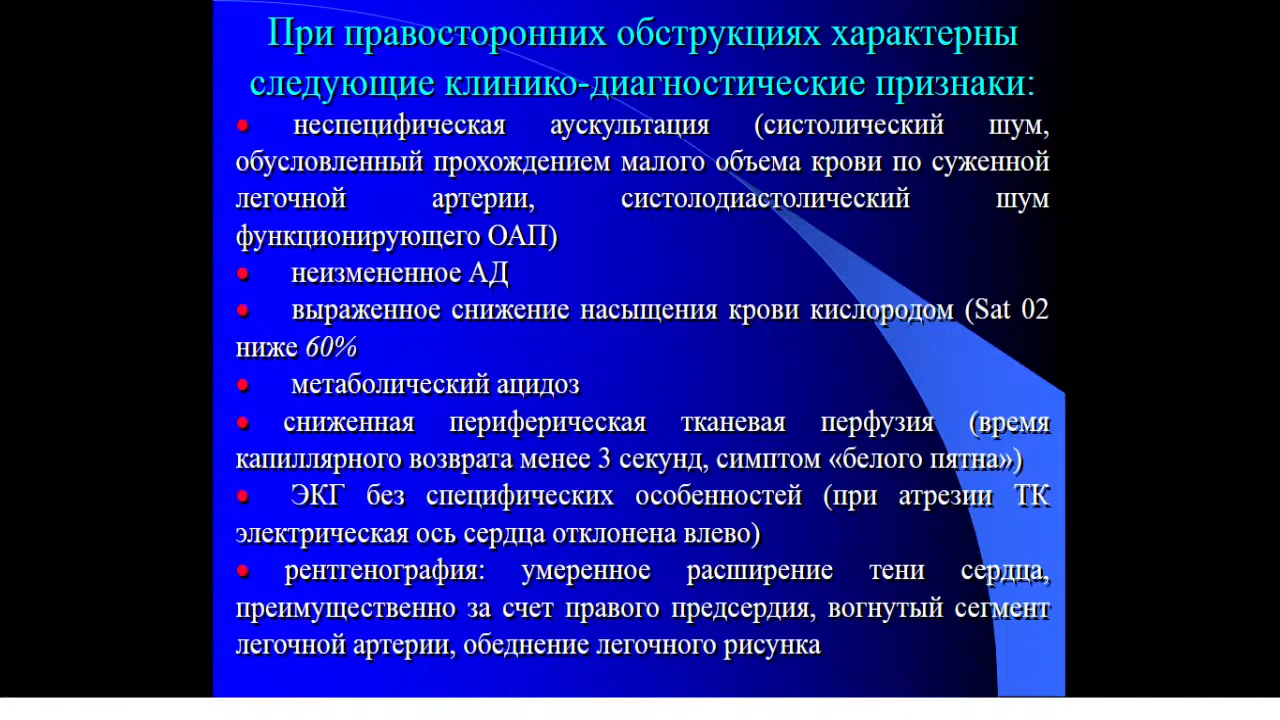 При правосторонних обструкциях характерны
следующие клинико-диагностические признаки:
● неспецифическая аускультация (систолический шум,
обусловленный прохождением малого объема крови по суженной
легочной артерии, систолодиастолический шум
функционирующего ОАП)
● неизмененное АД
● выраженное снижение насыщения крови кислородом (Sat 02
ниже 60%
● метаболический ацидоз
● сниженная периферическая тканевая перфузия (время
капиллярного возврата менее 3 секунд, симптом «белого пятна»)
● ЭКГ без специфических особенностей (при атрезии ТК
электрическая ось сердца отклонена влево)
● рентгенография: умеренное расширение тени сердца,
преимущественно за счет правого предсердия, вогнутый сегмент
легочной артерии, обеднение легочного рисунка